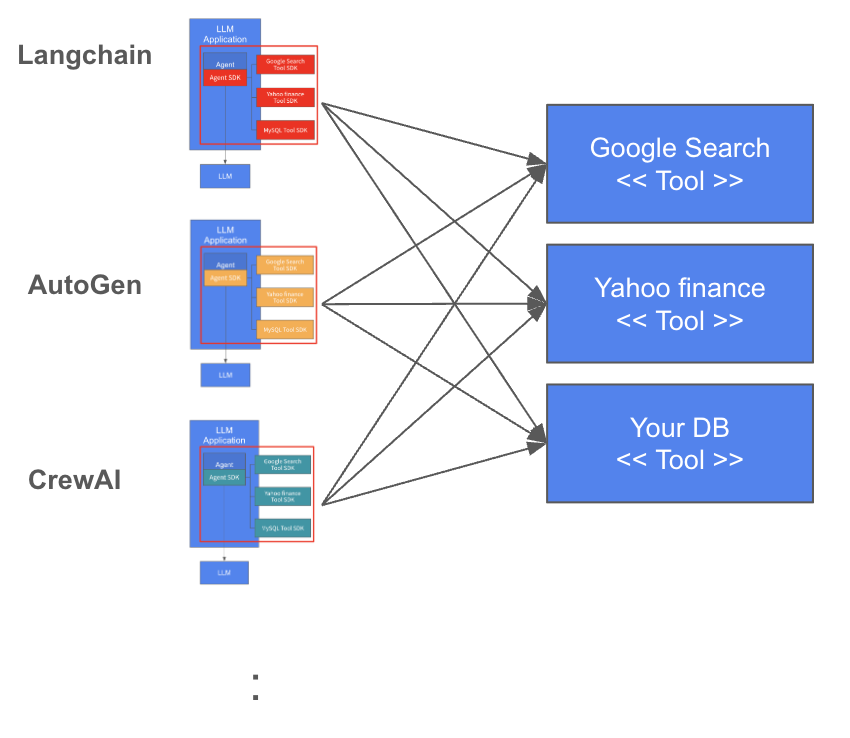 Langchain
LLM
Application
Agent
Agent SDK
Google Search
Tool SDK
Yahoo finance
Tool SDK
MySQL Tool SDK
LLM
AutoGen
LLM
Application
Agent
Agent SDK
Google Search
Tool SDK
Yahoo finance
Tool SDK
MySQL Tool SDK
LLM
CrewAI
LLM
Application
Agent
Agent SDK
Google Search
Tool SDK
Yahoo finance
Tool SDK
MySQL Tool SDK
LLM
:
Google Search
<< Tool >>
Yahoo finance
<< Tool >>
Your DB
<< Tool >>